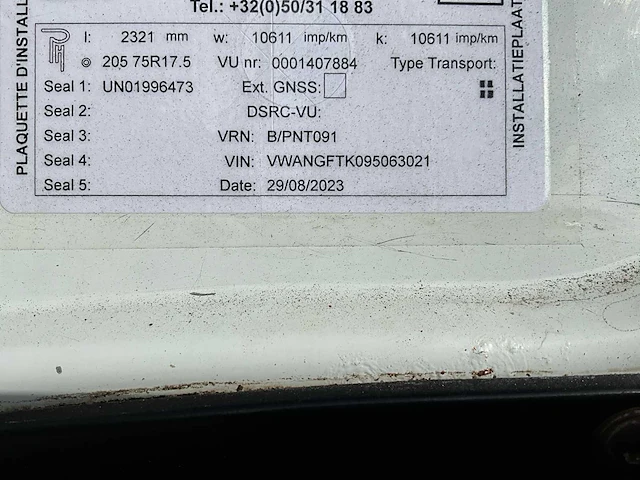 Tel.: +32(0)50/31 18 83
PLAQUETTE D'INSTALL
l: 2321 mm w: 10611 imp/km k: 10611 imp/km
205 75R17.5 VU nr: 0001407884 Type Transport:
Seal 1: UN01996473 Ext. GNSS:
Seal 2: DSRC-VU:
Seal 3: VRN: B/PNT091
Seal 4: VIN: VWANGFTK095063021
Seal 5: Date: 29/08/2023
INSTALLATIEPLAAT